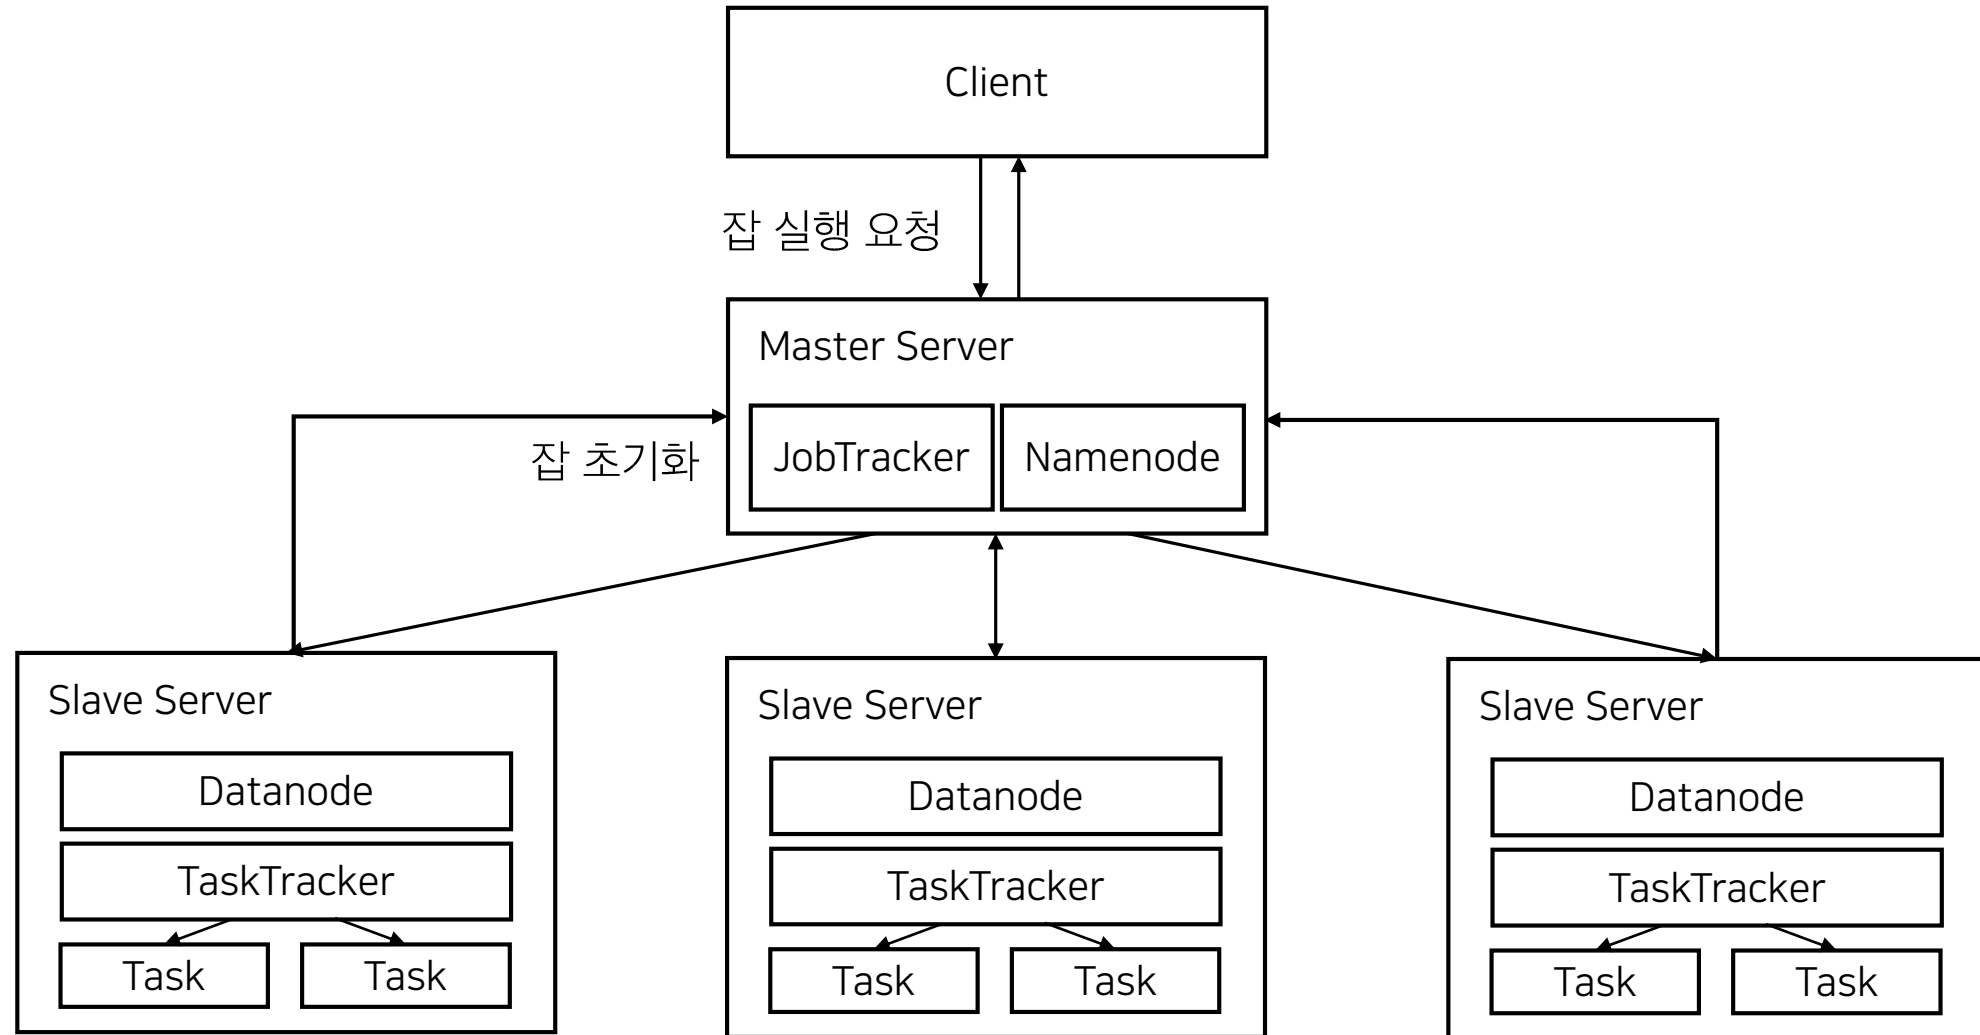 Client
잡 실행 요청
Master Server
잡 초기화
JobTracker
Namenode
Slave Server
Datanode
TaskTracker
Task
Task
Slave Server
Datanode
TaskTracker
Task
Task
Slave Server
Datanode
TaskTracker
Task
Task